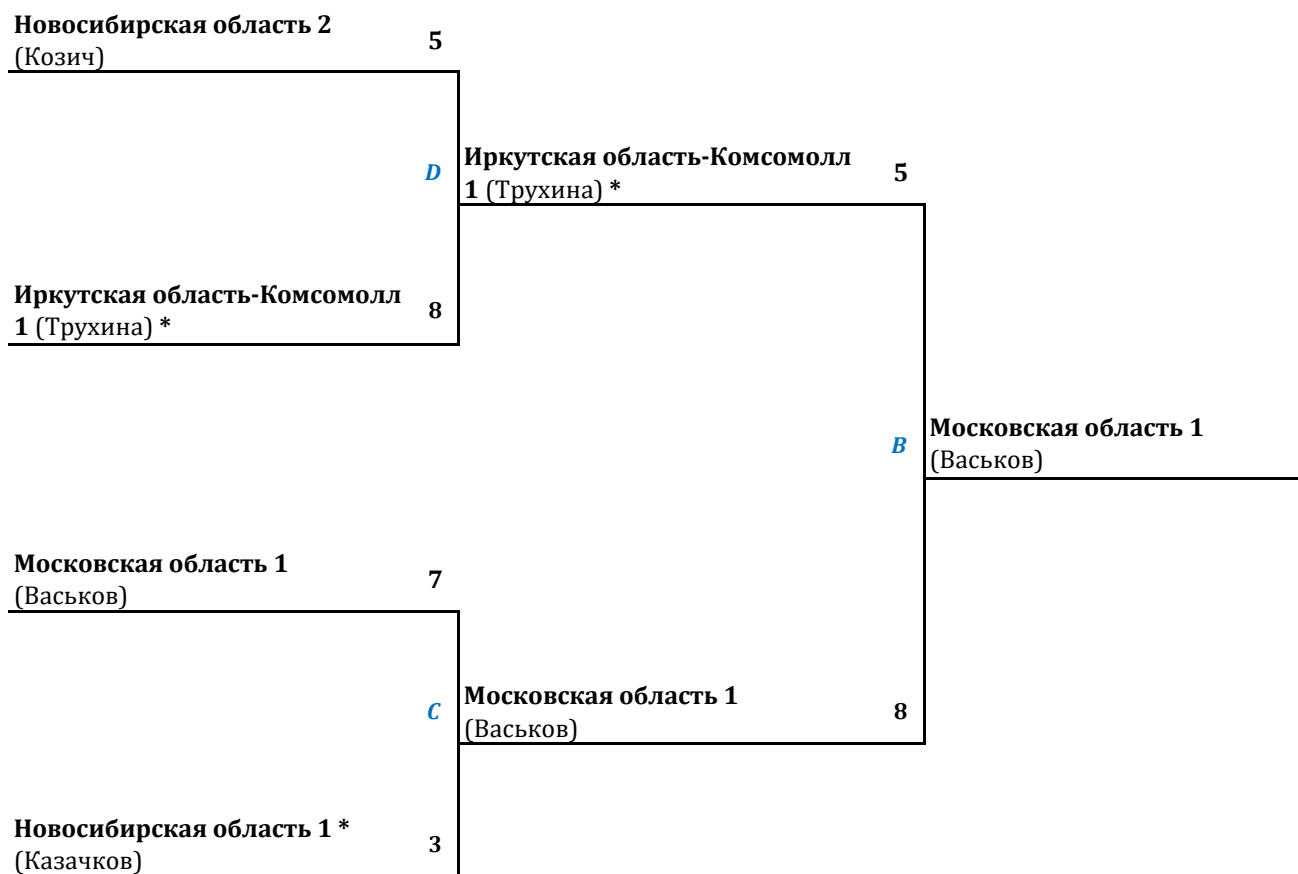 Новосибирская область 2
(Козич)
5
D
Иркутская область-Комсомолл
1 (Трухина) *
5
Иркутская область-Комсомолл
1 (Трухина) *
8
B
Московская область 1
(Васьков)
Московская область 1
(Васьков)
7
C
Московская область 1
(Васьков)
8
Новосибирская область 1 *
(Казачков)
3